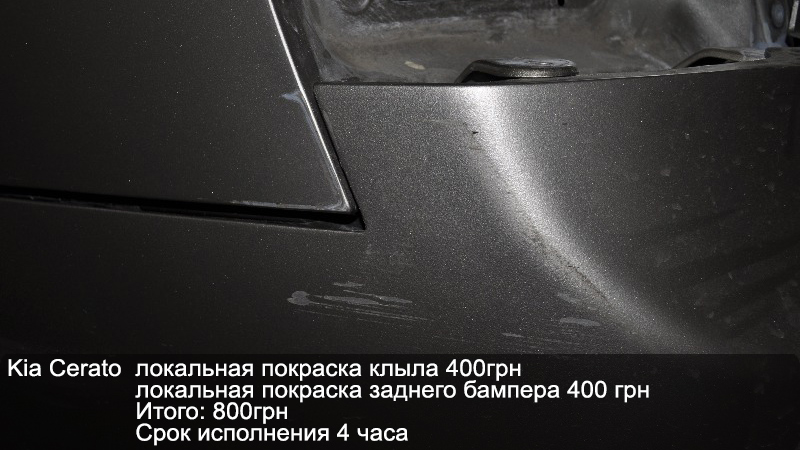 Kia Cerato локальная покраска клыла 400грн
локальная покраска заднего бампера 400 грн
Итого: 800грн
Срок исполнения 4 часа